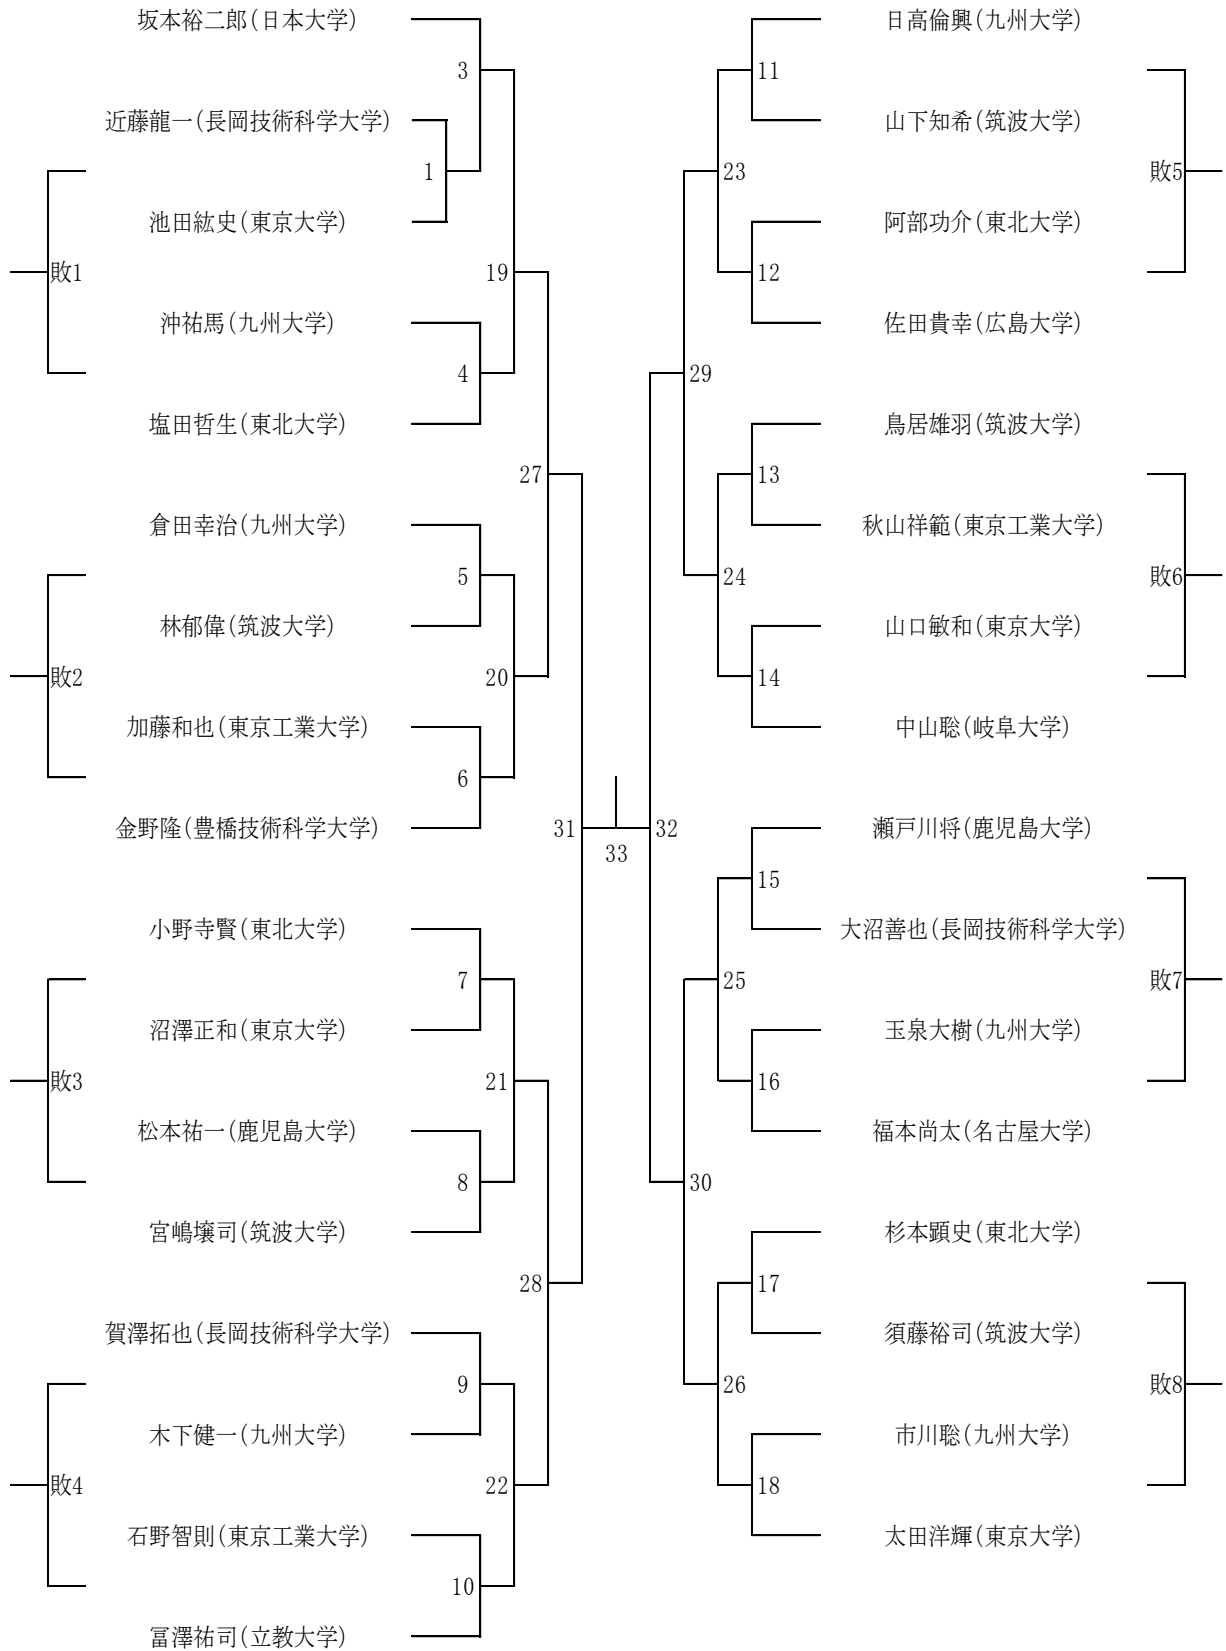 坂本裕二郎(日本大学)
3
近藤龍一(長岡技術科学大学)
1
池田紘史(東京大学)
敗1
19
沖祐馬(九州大学)
4
塩田哲生(東北大学)
27
倉田幸治(九州大学)
5
林郁偉(筑波大学)
敗2
20
加藤和也(東京工業大学)
6
金野隆(豊橋技術科学大学)
31
33
32
小野寺賢(東北大学)
7
沼澤正和(東京大学)
敗3
21
松本祐一(鹿児島大学)
8
宮嶋壌司(筑波大学)
28
賀澤拓也(長岡技術科学大学)
9
木下健一(九州大学)
敗4
22
石野智則(東京工業大学)
10
冨澤祐司(立教大学)
日高倫興(九州大学)
11
山下知希(筑波大学)
23
敗5
阿部功介(東北大学)
12
佐田貴幸(広島大学)
29
鳥居雄羽(筑波大学)
13
秋山祥範(東京工業大学)
24
敗6
山口敏和(東京大学)
14
中山聡(岐阜大学)
瀬戸川将(鹿児島大学)
15
大沼善也(長岡技術科学大学)
25
敗7
玉泉大樹(九州大学)
16
福本尚太(名古屋大学)
30
杉本顕史(東北大学)
17
須藤裕司(筑波大学)
26
敗8
市川聡(九州大学)
18
太田洋輝(東京大学)